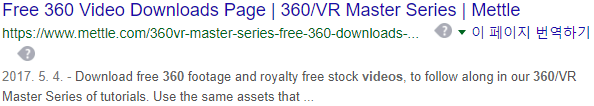 Free 360 Video Downloads Page | 360/VR Master Series | Mettle
https://www.mettle.com/360vr-master-series-free-360-downloads-... ? ▼ 이 페이지 번역하기
?
2017. 5. 4. - Download free 360 footage and royalty free stock videos, to follow along in our 360/VR
Master Series of tutorials. Use the same assets that ...